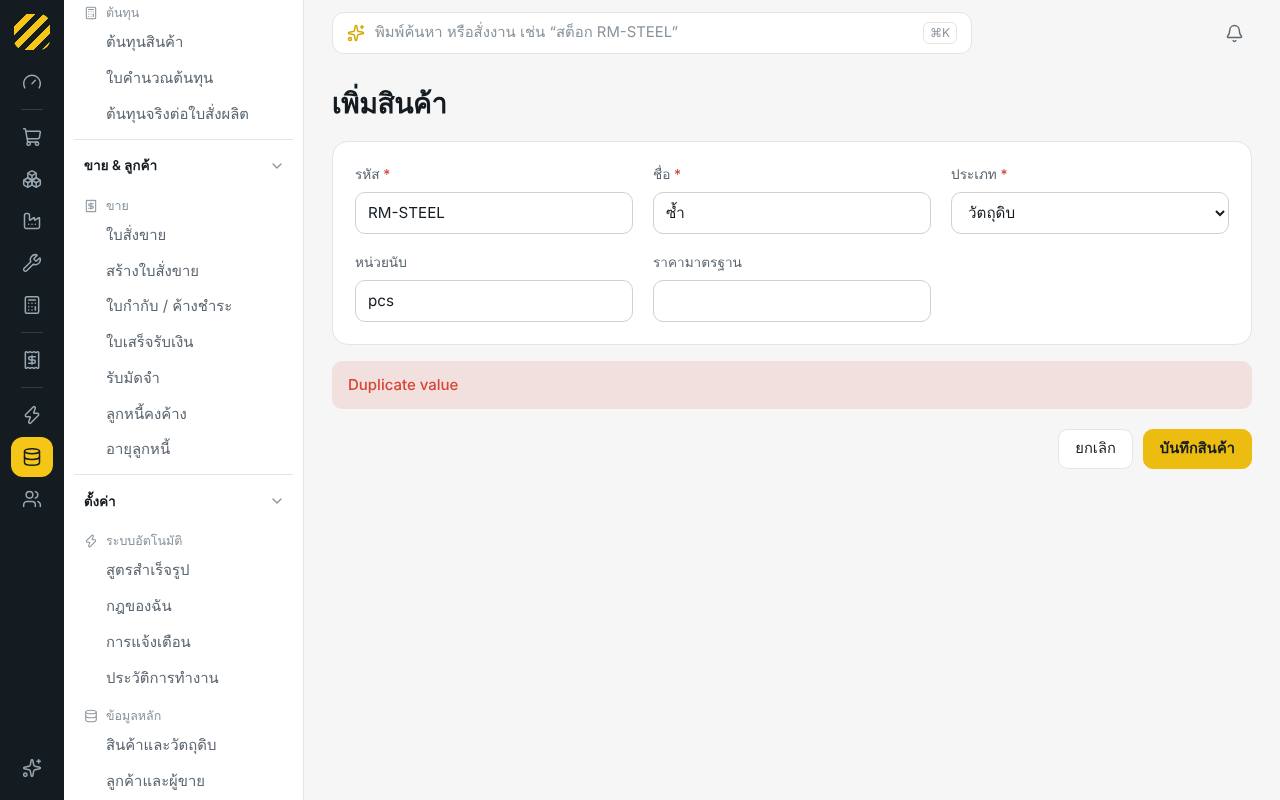 ต้นทุน
ต้นทุนสินค้า
ใบคำนวณต้นทุน
ต้นทุนจริงต่อใบสั่งผลิต
ขาย & ลูกค้า
ขาย
ใบสั่งขาย
สร้างใบสั่งขาย
ใบกำกับ / ค้างชำระ
ใบเสร็จรับเงิน
รับมัดจำ
ลูกหนี้คงค้าง
อายุลูกหนี้
ตั้งค่า
ระบบอัตโนมัติ
สูตรสำเร็จรูป
กฎของฉัน
การแจ้งเตือน
ประวัติการทำงาน
ข้อมูลหลัก
สินค้าและวัตถุดิบ
ลูกค้าและผู้ขาย
พิมพ์ค้นหา หรือสั่งงาน เช่น “สต็อก RM-STEEL” ⌘K
เพิ่มสินค้า
รหัส * ชื่อ * ประเภท *
RM-STEEL ซ้ำ วัตถุดิบ
หน่วยนับ ราคามาตรฐาน
pcs
Duplicate value
ยกเลิก บันทึกสินค้า